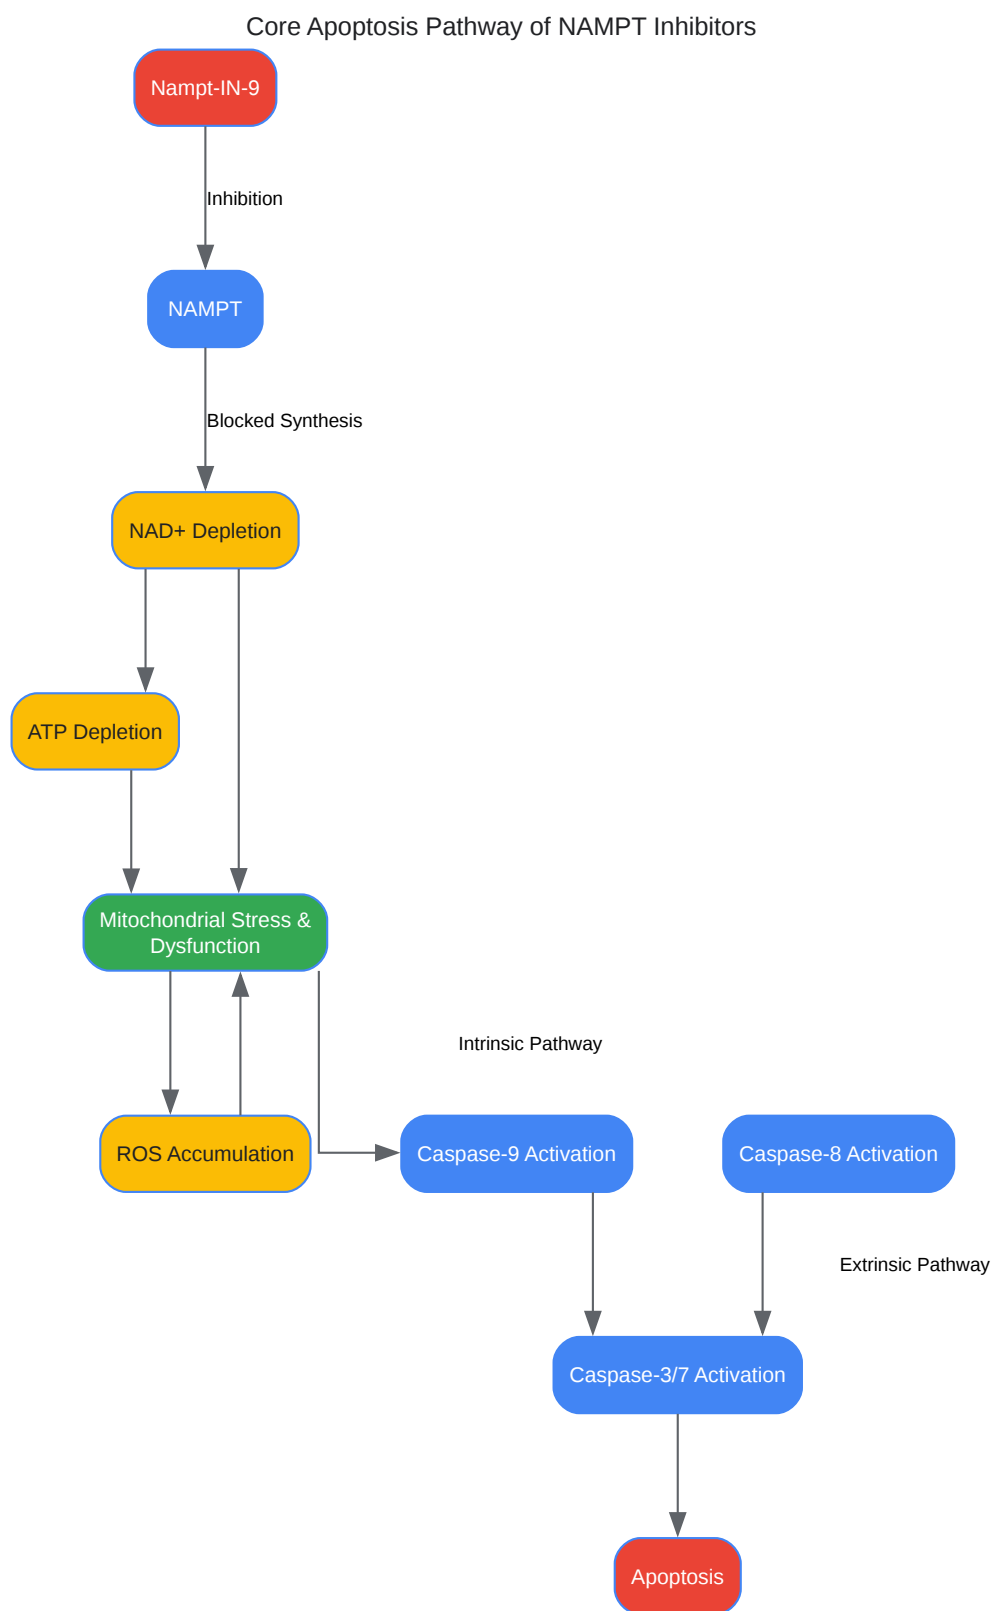 Core Apoptosis Pathway of NAMPT Inhibitors
Nampt-IN-9
Inhibition
NAMPT
Blocked Synthesis
NAD+ Depletion
ATP Depletion
Mitochondrial Stress &
Dysfunction
Intrinsic Pathway
ROS Accumulation
Caspase-9 Activation
Caspase-8 Activation
Extrinsic Pathway
Caspase-3/7 Activation
Apoptosis